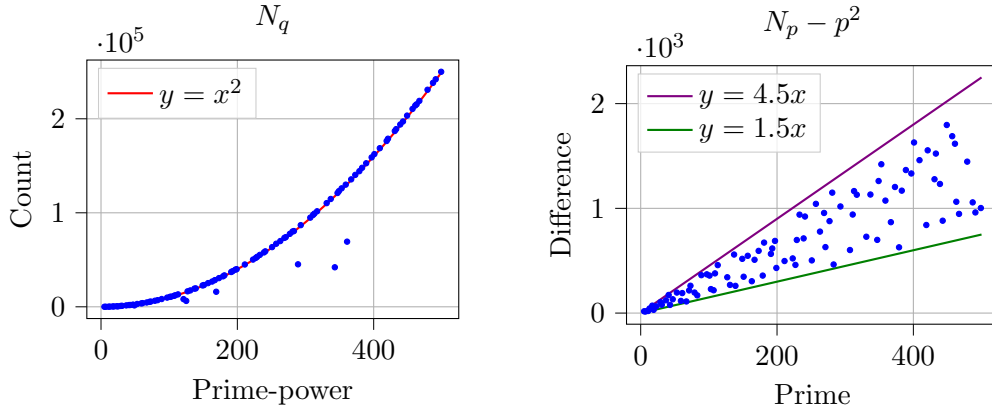 N_q
·10^5
y = x^2
2
1
0
0
200
400
Count
Prime-power
N_p − p^2
·10^3
y = 4.5x
y = 1.5x
2
1
0
0
200
400
Difference
Prime